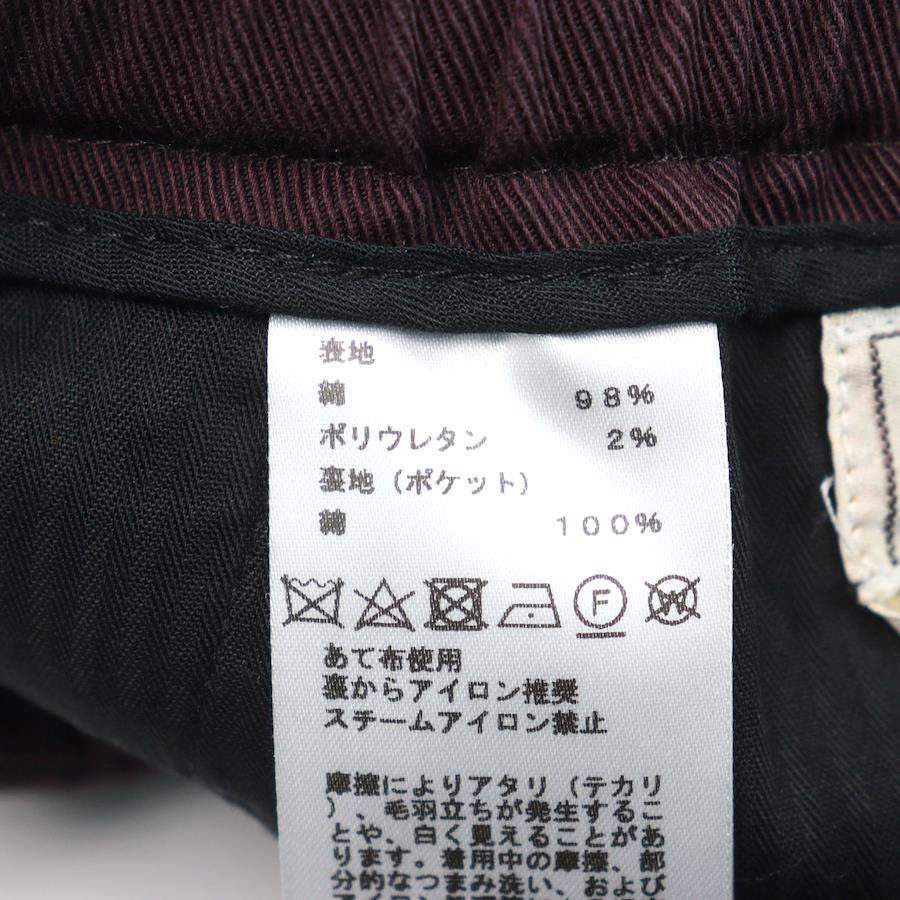 表地
綿 98%
ポリウレタン 2%
裏地(ポケット)
綿 100%
F W
あて布使用
裏からアイロン推奨
スチームアイロン禁止
摩擦によりアタリ(テカリ
)、毛羽立ちが発生するこ
とや、白く見えることがあ
ります。着用中の摩擦、部
分的なつまみ洗い、および